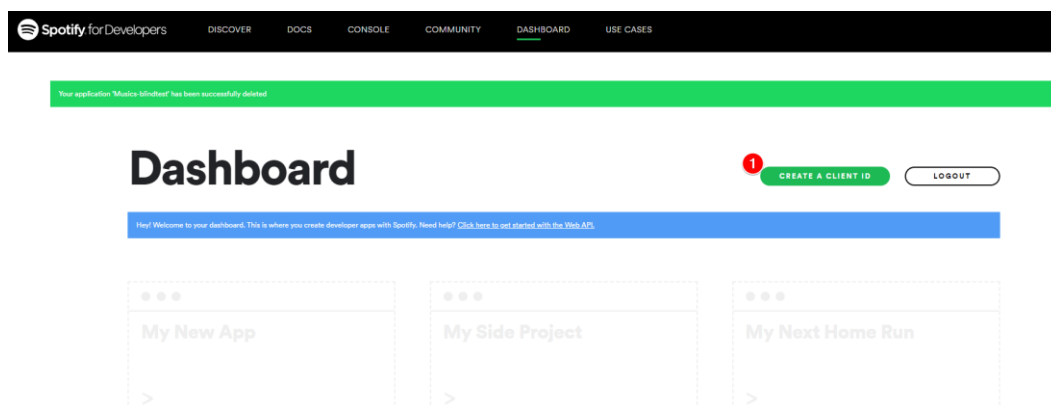 Spotify for Developers DISCOVER DOCS CONSOLE COMMUNITY DASHBOARD USE CASES
Your application 'Musics-blindtest' has been successfully deleted
Dashboard
1
CREATE A CLIENT ID LOGOUT
Hey! Welcome to your dashboard. This is where you create developer apps with Spotify. Need help? Click here to get started with the Web API.
My New App My Side Project My Next Home Run
> > >